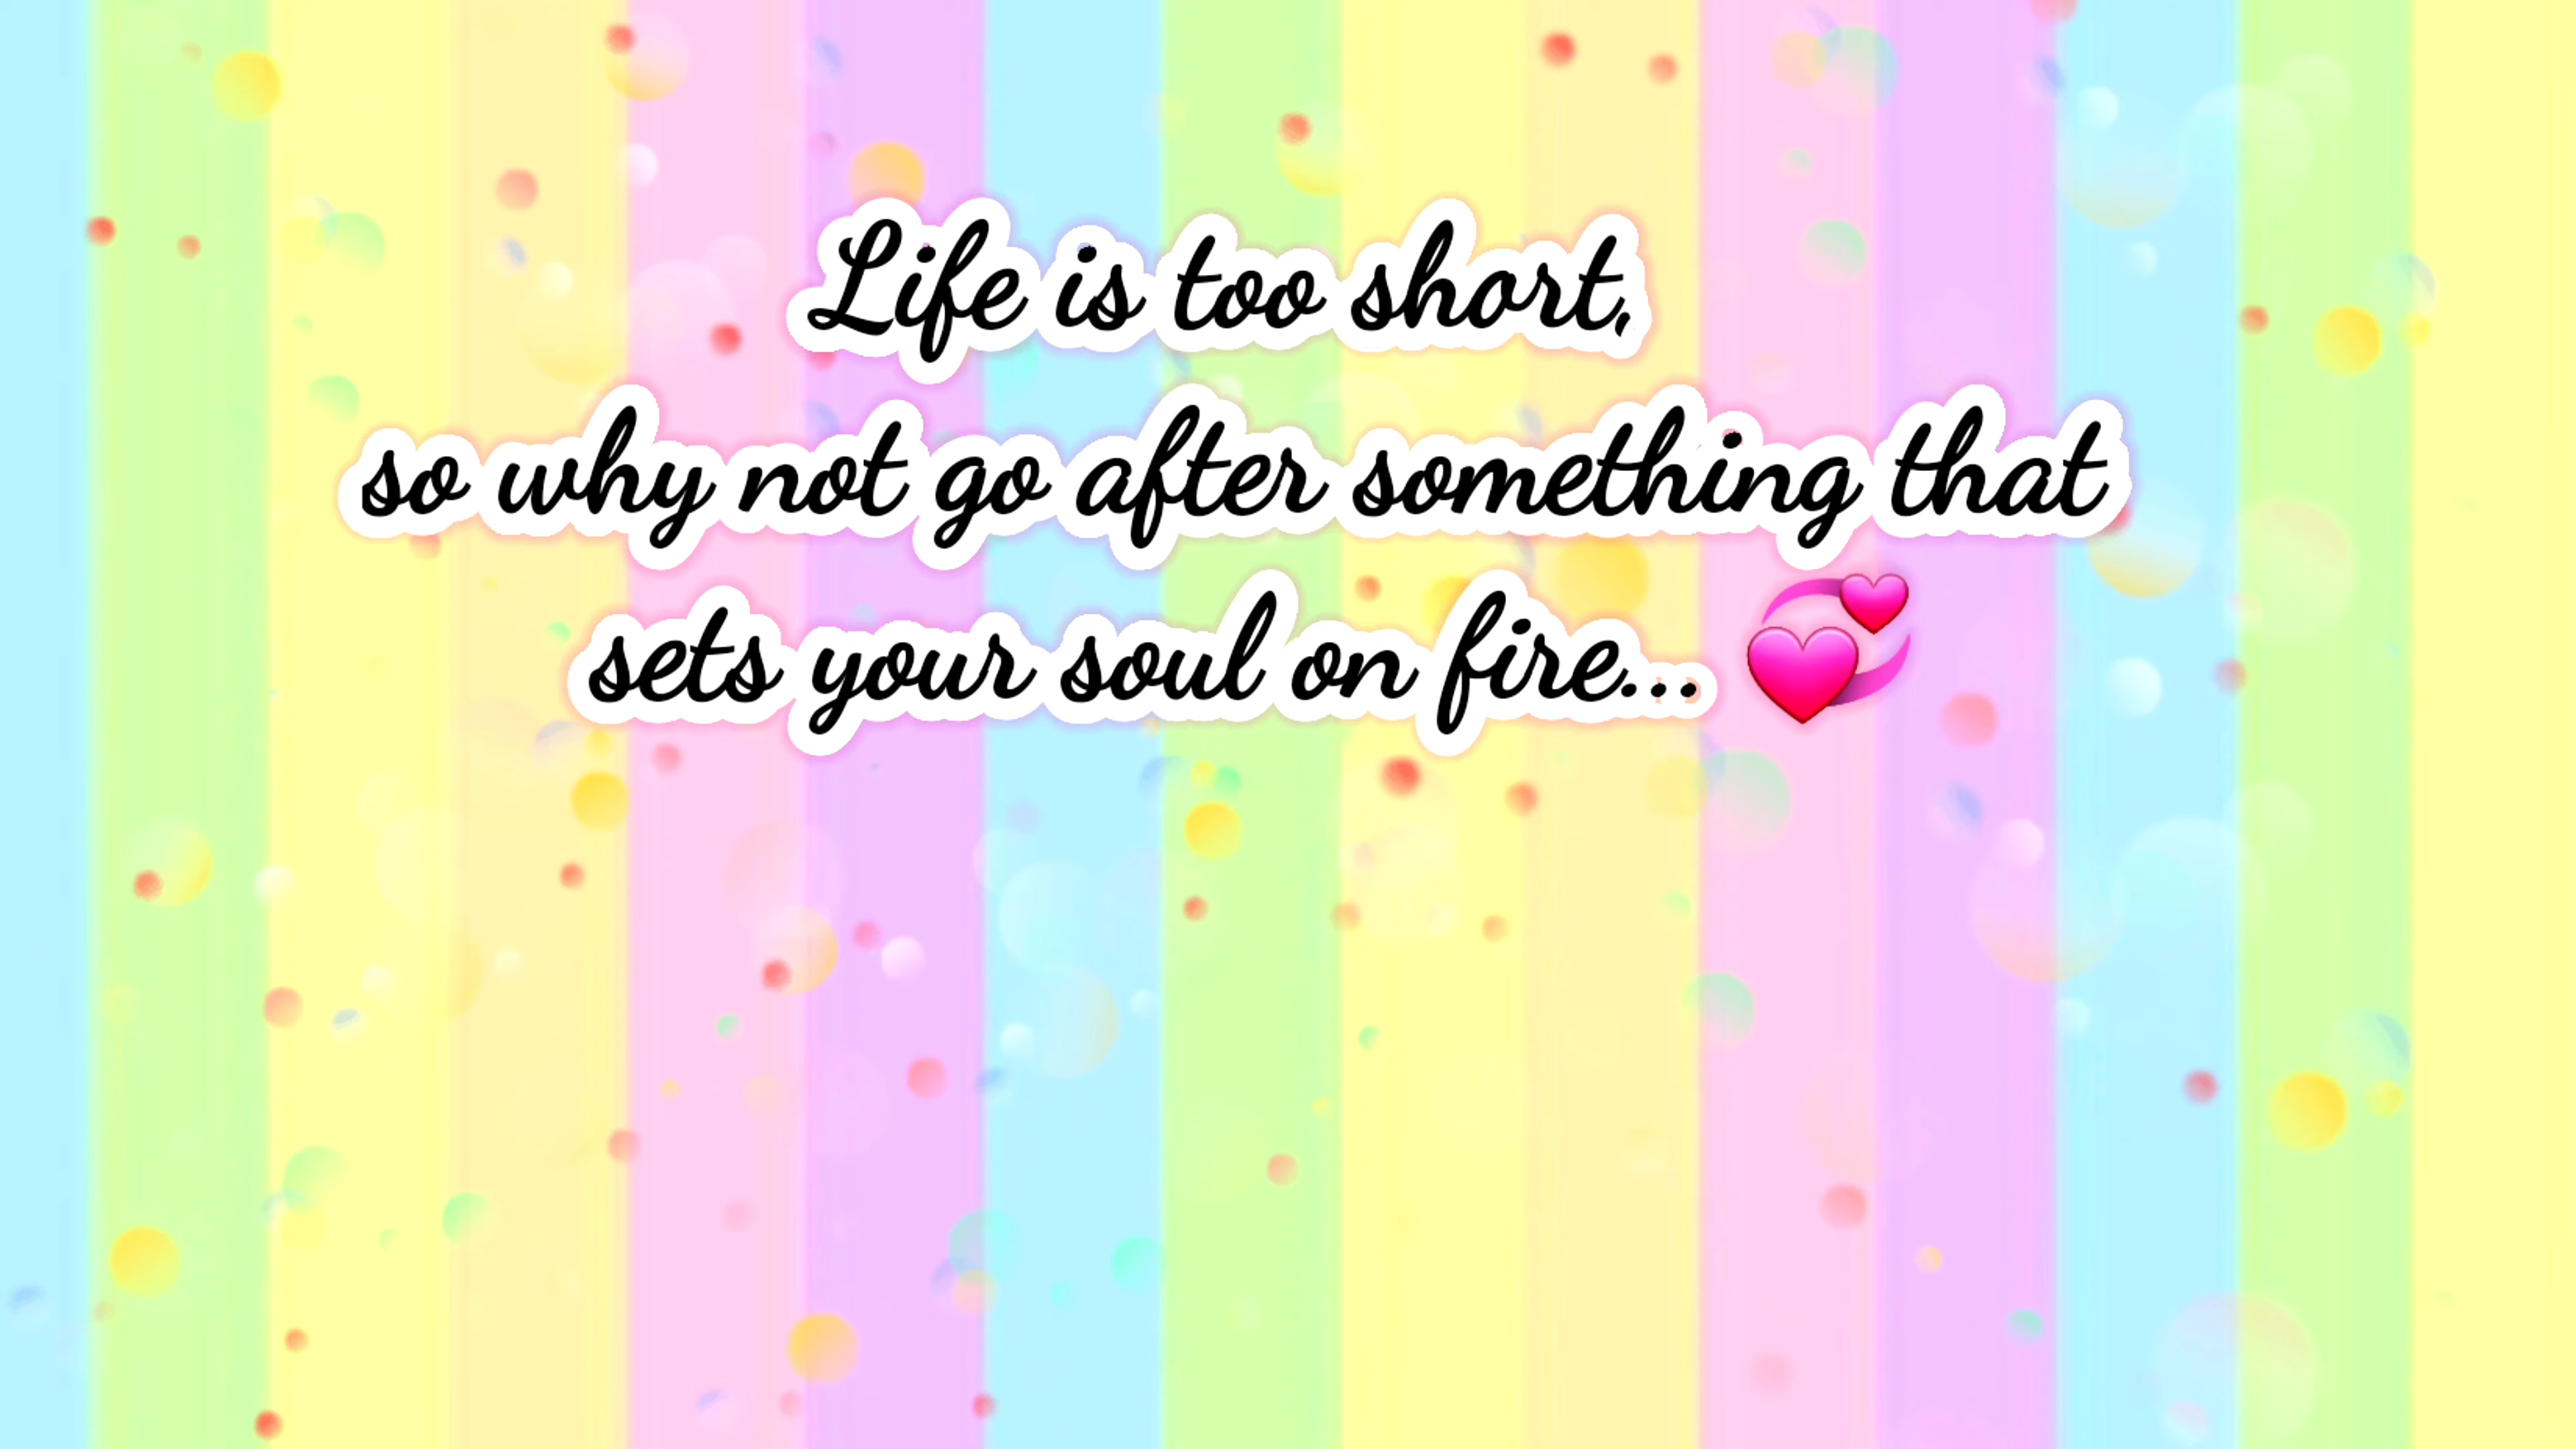 Life is too short,
so why not go after something that
sets your soul on fire... 💞